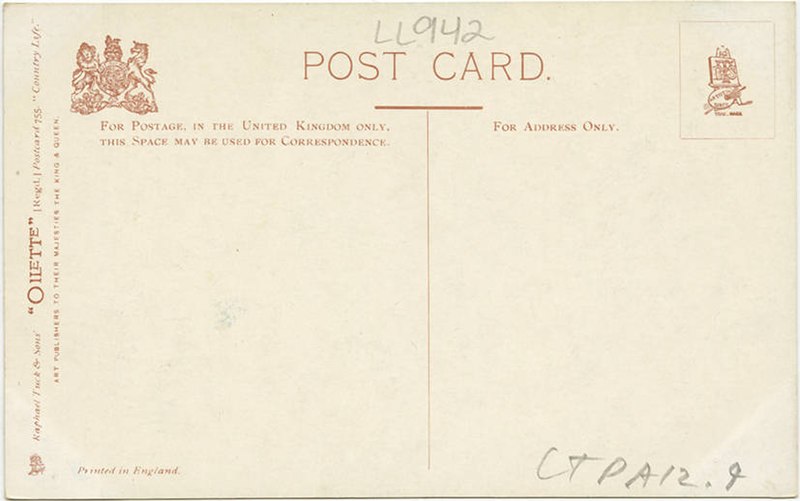 LL942
POST CARD.
FOR POSTAGE, IN THE UNITED KINGDOM ONLY,
THIS SPACE MAY BE USED FOR CORRESPONDENCE.
FOR ADDRESS ONLY.
Raphael Tuck & Sons' "OILETTE" [Regd.] Postcard 755. "Country Life."
ART PUBLISHERS TO THEIR MAJESTIES THE KING & QUEEN.
Printed in England.
CTPA12.9